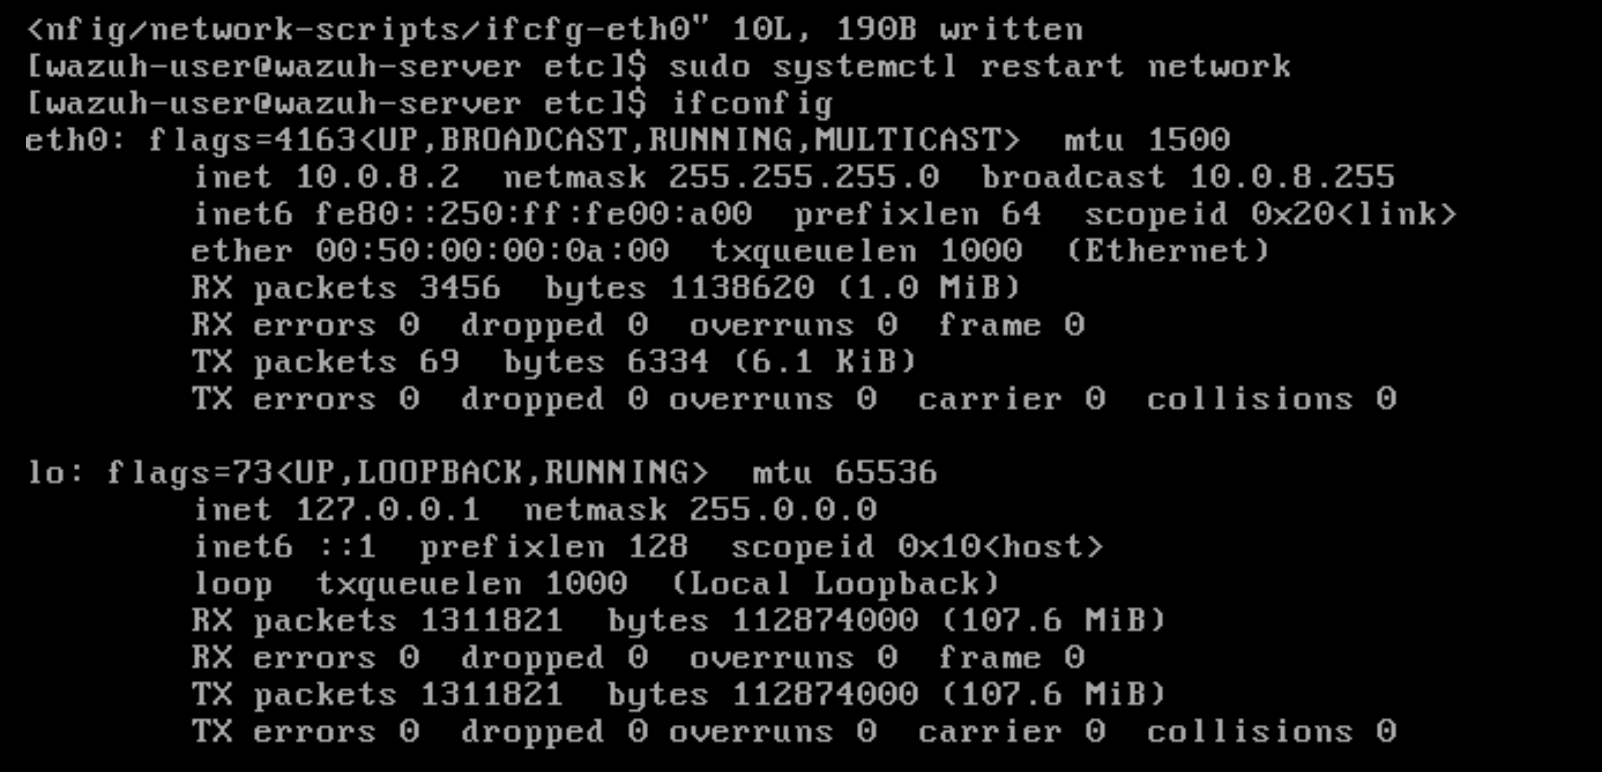 <nfig/network-scripts/ifcfg-eth0" 10L, 190B written
[wazuh-user@wazuh-server etc]$ sudo systemctl restart network
[wazuh-user@wazuh-server etc]$ ifconfig
eth0: flags=4163<UP,BROADCAST,RUNNING,MULTICAST>  mtu 1500
        inet 10.0.8.2  netmask 255.255.255.0  broadcast 10.0.8.255
        inet6 fe80::250:ff:fe00:a00  prefixlen 64  scopeid 0x20<link>
        ether 00:50:00:00:0a:00  txqueuelen 1000  (Ethernet)
        RX packets 3456  bytes 1138620 (1.0 MiB)
        RX errors 0  dropped 0  overruns 0  frame 0
        TX packets 69  bytes 6334 (6.1 KiB)
        TX errors 0  dropped 0 overruns 0  carrier 0  collisions 0

lo: flags=73<UP,LOOPBACK,RUNNING>  mtu 65536
        inet 127.0.0.1  netmask 255.0.0.0
        inet6 ::1  prefixlen 128  scopeid 0x10<host>
        loop  txqueuelen 1000  (Local Loopback)
        RX packets 1311821  bytes 112874000 (107.6 MiB)
        RX errors 0  dropped 0  overruns 0  frame 0
        TX packets 1311821  bytes 112874000 (107.6 MiB)
        TX errors 0  dropped 0 overruns 0  carrier 0  collisions 0